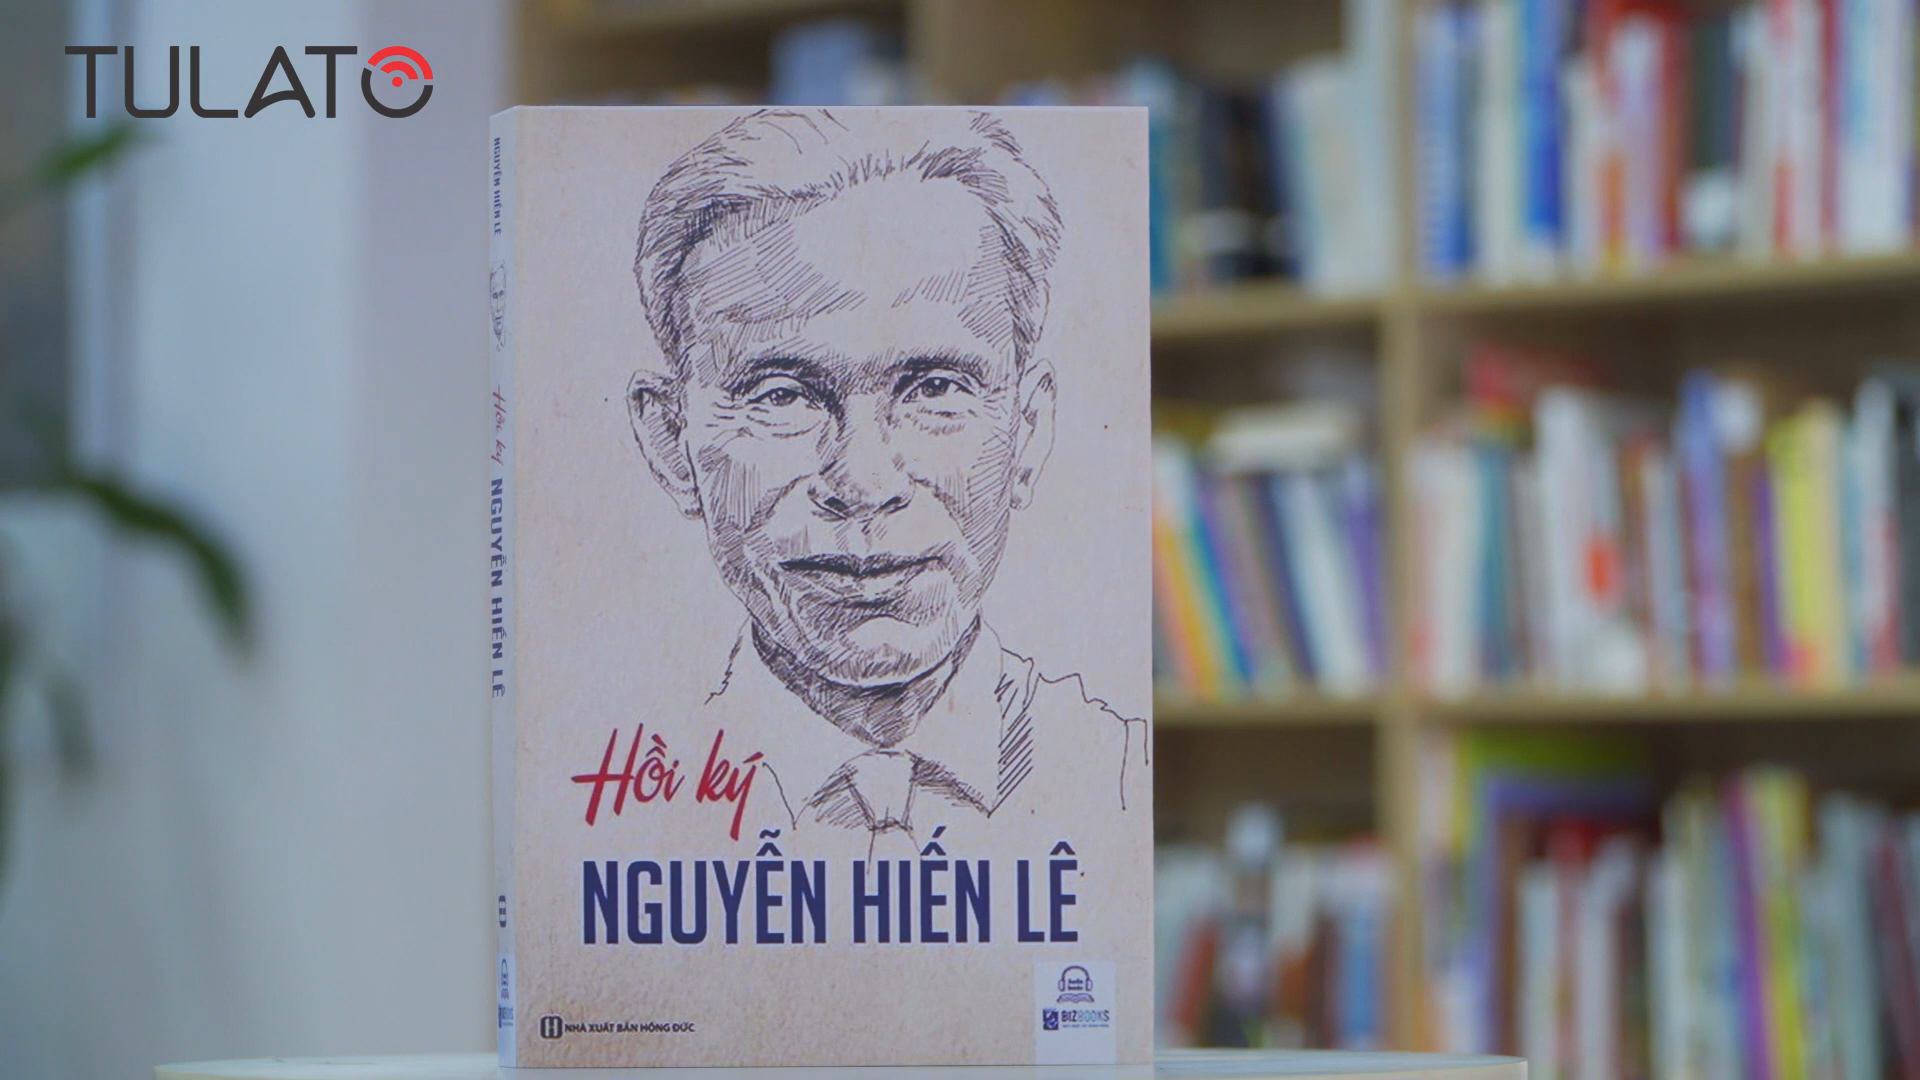 TULATO
NGUYỄN HIẾN LÊ
Hồi ký NGUYỄN HIẾN LÊ
Hồi ký
NGUYỄN HIẾN LÊ
NHÀ XUẤT BẢN HỒNG ĐỨC
BIZBOOKS